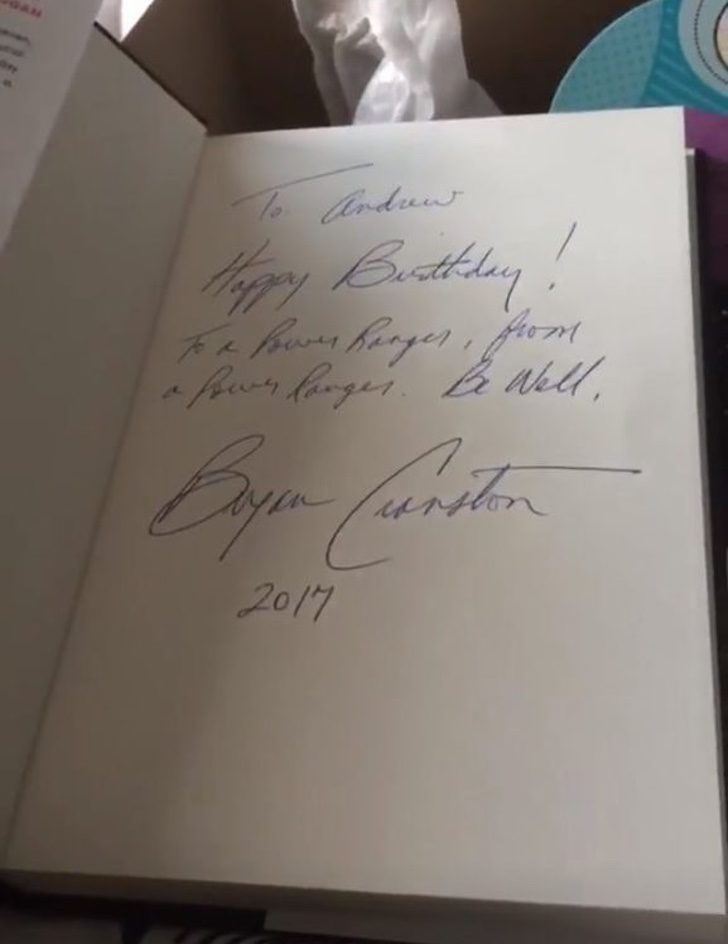 To. Andrew
Happy Birthday!
To a Power Ranger, from
a Power Ranger. Be Well,
Bryan Cranston
2017